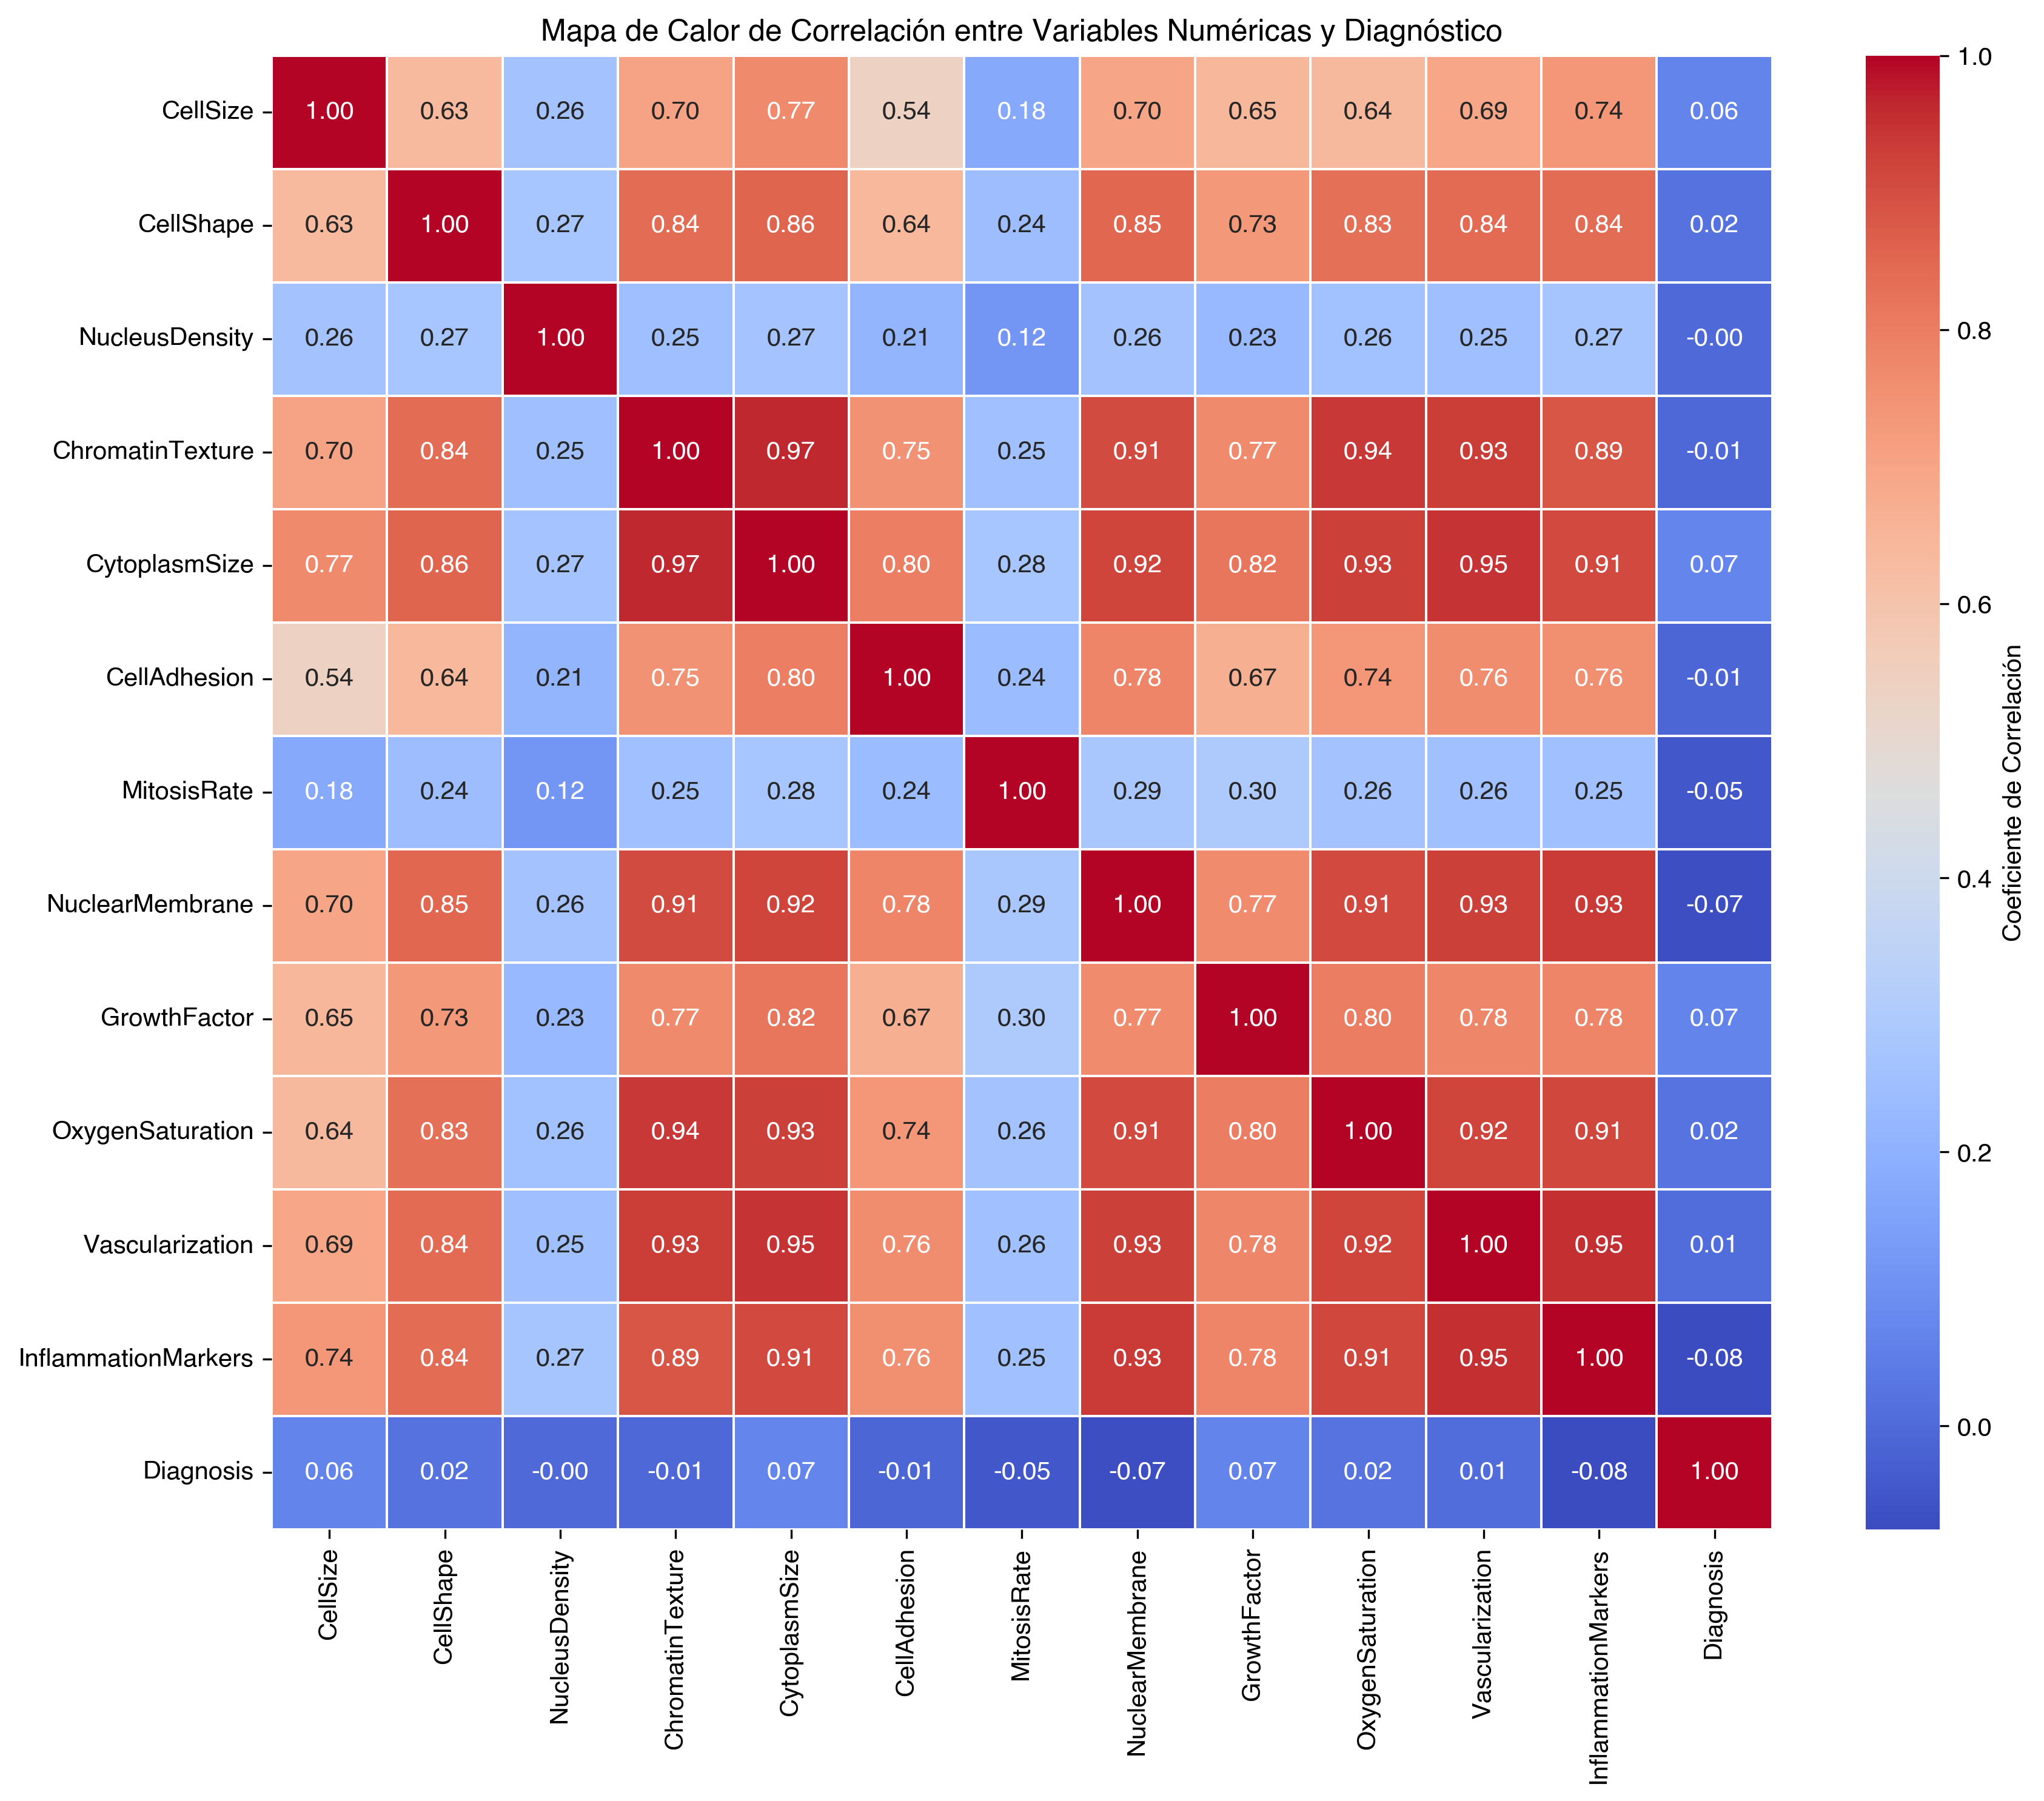 Mapa de Calor de Correlación entre Variables Numéricas y Diagnóstico
CellSize 1.00 0.63 0.26 0.70 0.77 0.54 0.18 0.70 0.65 0.64 0.69 0.74 0.06
CellShape 0.63 1.00 0.27 0.84 0.86 0.64 0.24 0.85 0.73 0.83 0.84 0.84 0.02
NucleusDensity 0.26 0.27 1.00 0.25 0.27 0.21 0.12 0.26 0.23 0.26 0.25 0.27 -0.00
ChromatinTexture 0.70 0.84 0.25 1.00 0.97 0.75 0.25 0.91 0.77 0.94 0.93 0.89 -0.01
CytoplasmSize 0.77 0.86 0.27 0.97 1.00 0.80 0.28 0.92 0.82 0.93 0.95 0.91 0.07
CellAdhesion 0.54 0.64 0.21 0.75 0.80 1.00 0.24 0.78 0.67 0.74 0.76 0.76 -0.01
MitosisRate 0.18 0.24 0.12 0.25 0.28 0.24 1.00 0.29 0.30 0.26 0.26 0.25 -0.05
NuclearMembrane 0.70 0.85 0.26 0.91 0.92 0.78 0.29 1.00 0.77 0.91 0.93 0.93 -0.07
GrowthFactor 0.65 0.73 0.23 0.77 0.82 0.67 0.30 0.77 1.00 0.80 0.78 0.78 0.07
OxygenSaturation 0.64 0.83 0.26 0.94 0.93 0.74 0.26 0.91 0.80 1.00 0.92 0.91 0.02
Vascularization 0.69 0.84 0.25 0.93 0.95 0.76 0.26 0.93 0.78 0.92 1.00 0.95 0.01
InflammationMarkers 0.74 0.84 0.27 0.89 0.91 0.76 0.25 0.93 0.78 0.91 0.95 1.00 -0.08
Diagnosis 0.06 0.02 -0.00 -0.01 0.07 -0.01 -0.05 -0.07 0.07 0.02 0.01 -0.08 1.00
CellSize
CellShape
NucleusDensity
ChromatinTexture
CytoplasmSize
CellAdhesion
MitosisRate
NuclearMembrane
GrowthFactor
OxygenSaturation
Vascularization
InflammationMarkers
Diagnosis
1.0
0.8
0.6
0.4
0.2
0.0
Coeficiente de Correlación